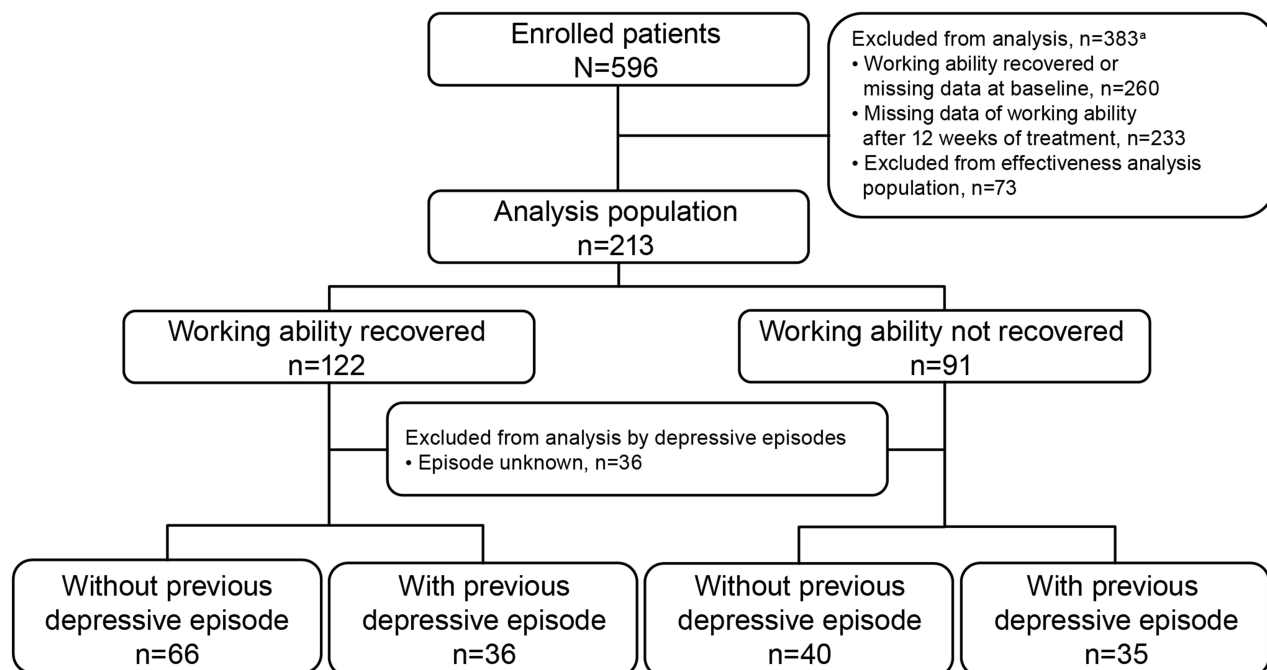 Enrolled patients
N=596
Excluded from analysis, n=383ᵃ
• Working ability recovered or
missing data at baseline, n=260
• Missing data of working ability
after 12 weeks of treatment, n=233
• Excluded from effectiveness analysis
population, n=73
Analysis population
n=213
Working ability recovered
n=122
Working ability not recovered
n=91
Excluded from analysis by depressive episodes
• Episode unknown, n=36
Without previous
depressive episode
n=66
With previous
depressive episode
n=36
Without previous
depressive episode
n=40
With previous
depressive episode
n=35